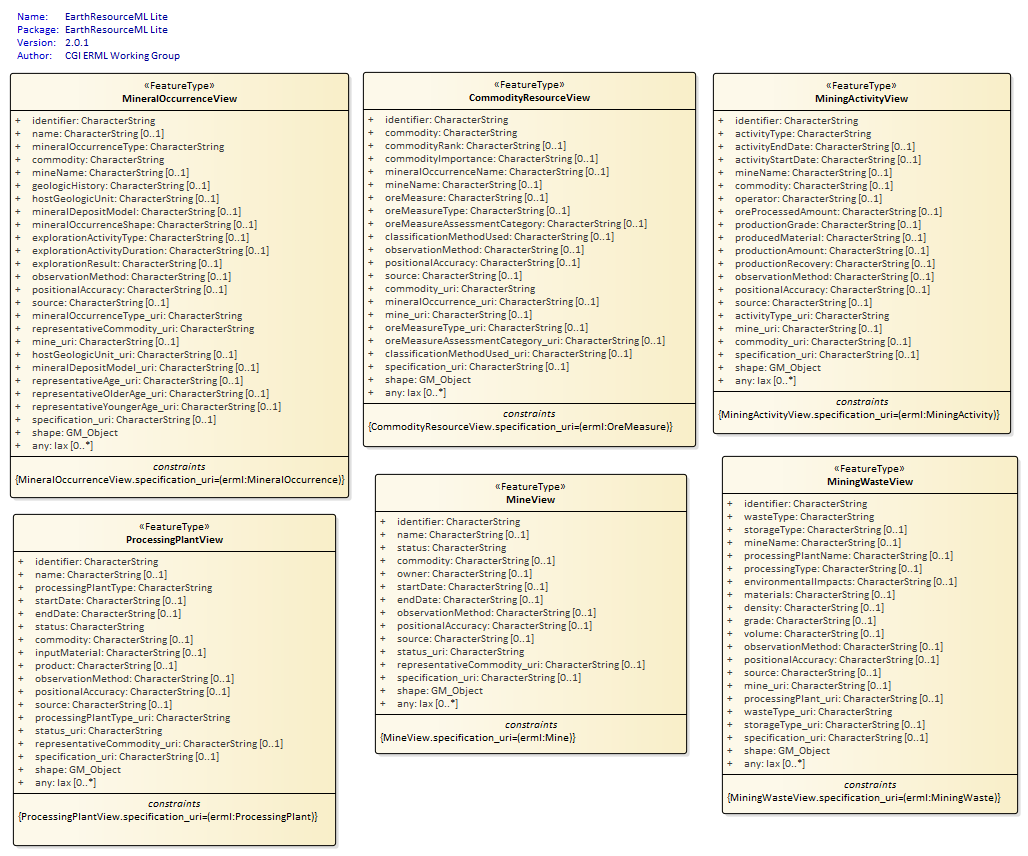 Name: EarthResourceML Lite
Package: EarthResourceML Lite
Version: 2.0.1
Author: CGI ERML Working Group
«FeatureType»
MineralOccurrenceView
+ identifier: CharacterString
+ name: CharacterString [0..1]
+ mineralOccurrenceType: CharacterString
+ commodity: CharacterString
+ mineName: CharacterString [0..1]
+ geologicHistory: CharacterString [0..1]
+ hostGeologicUnit: CharacterString [0..1]
+ mineralDepositModel: CharacterString [0..1]
+ mineralOccurrenceShape: CharacterString [0..1]
+ explorationActivityType: CharacterString [0..1]
+ explorationActivityDuration: CharacterString [0..1]
+ explorationResult: CharacterString [0..1]
+ observationMethod: CharacterString [0..1]
+ positionalAccuracy: CharacterString [0..1]
+ source: CharacterString [0..1]
+ mineralOccurrenceType_uri: CharacterString
+ representativeCommodity_uri: CharacterString
+ mine_uri: CharacterString [0..1]
+ hostGeologicUnit_uri: CharacterString [0..1]
+ mineralDepositModel_uri: CharacterString [0..1]
+ representativeAge_uri: CharacterString [0..1]
+ representativeOlderAge_uri: CharacterString [0..1]
+ representativeYoungerAge_uri: CharacterString [0..1]
+ specification_uri: CharacterString [0..1]
+ shape: GM_Object
+ any: lax [0..*]
constraints
{MineralOccurrenceView.specification_uri=(erml:MineralOccurrence)}
«FeatureType»
CommodityResourceView
+ identifier: CharacterString
+ commodity: CharacterString
+ commodityRank: CharacterString [0..1]
+ commodityImportance: CharacterString [0..1]
+ mineralOccurrenceName: CharacterString [0..1]
+ mineName: CharacterString [0..1]
+ oreMeasure: CharacterString [0..1]
+ oreMeasureType: CharacterString [0..1]
+ oreMeasureAssessmentCategory: CharacterString [0..1]
+ classificationMethodUsed: CharacterString [0..1]
+ observationMethod: CharacterString [0..1]
+ positionalAccuracy: CharacterString [0..1]
+ source: CharacterString [0..1]
+ commodity_uri: CharacterString
+ mineralOccurrence_uri: CharacterString [0..1]
+ mine_uri: CharacterString [0..1]
+ oreMeasureType_uri: CharacterString [0..1]
+ oreMeasureAssessmentCategory_uri: CharacterString [0..1]
+ classificationMethodUsed_uri: CharacterString [0..1]
+ specification_uri: CharacterString [0..1]
+ shape: GM_Object
+ any: lax [0..*]
constraints
{CommodityResourceView.specification_uri=(erml:OreMeasure)}
«FeatureType»
MiningActivityView
+ identifier: CharacterString
+ activityType: CharacterString
+ activityEndDate: CharacterString [0..1]
+ activityStartDate: CharacterString [0..1]
+ mineName: CharacterString [0..1]
+ commodity: CharacterString [0..1]
+ operator: CharacterString [0..1]
+ oreProcessedAmount: CharacterString [0..1]
+ productionGrade: CharacterString [0..1]
+ producedMaterial: CharacterString [0..1]
+ productionAmount: CharacterString [0..1]
+ productionRecovery: CharacterString [0..1]
+ observationMethod: CharacterString [0..1]
+ positionalAccuracy: CharacterString [0..1]
+ source: CharacterString [0..1]
+ activityType_uri: CharacterString
+ mine_uri: CharacterString [0..1]
+ commodity_uri: CharacterString [0..1]
+ specification_uri: CharacterString [0..1]
+ shape: GM_Object
+ any: lax [0..*]
constraints
{MiningActivityView.specification_uri=(erml:MiningActivity)}
«FeatureType»
ProcessingPlantView
+ identifier: CharacterString
+ name: CharacterString [0..1]
+ processingPlantType: CharacterString
+ startDate: CharacterString [0..1]
+ endDate: CharacterString [0..1]
+ status: CharacterString
+ commodity: CharacterString [0..1]
+ inputMaterial: CharacterString [0..1]
+ product: CharacterString [0..1]
+ observationMethod: CharacterString [0..1]
+ positionalAccuracy: CharacterString [0..1]
+ source: CharacterString [0..1]
+ processingPlantType_uri: CharacterString
+ status_uri: CharacterString
+ representativeCommodity_uri: CharacterString [0..1]
+ specification_uri: CharacterString [0..1]
+ shape: GM_Object
+ any: lax [0..*]
constraints
{ProcessingPlantView.specification_uri=(erml:ProcessingPlant)}
«FeatureType»
MineView
+ identifier: CharacterString
+ name: CharacterString [0..1]
+ status: CharacterString
+ commodity: CharacterString [0..1]
+ owner: CharacterString [0..1]
+ startDate: CharacterString [0..1]
+ endDate: CharacterString [0..1]
+ observationMethod: CharacterString [0..1]
+ positionalAccuracy: CharacterString [0..1]
+ source: CharacterString [0..1]
+ status_uri: CharacterString
+ representativeCommodity_uri: CharacterString [0..1]
+ specification_uri: CharacterString [0..1]
+ shape: GM_Object
+ any: lax [0..*]
constraints
{MineView.specification_uri=(erml:Mine)}
«FeatureType»
MiningWasteView
+ identifier: CharacterString
+ wasteType: CharacterString
+ storageType: CharacterString [0..1]
+ mineName: CharacterString [0..1]
+ processingPlantName: CharacterString [0..1]
+ processingType: CharacterString [0..1]
+ environmentalImpacts: CharacterString [0..1]
+ materials: CharacterString [0..1]
+ density: CharacterString [0..1]
+ grade: CharacterString [0..1]
+ volume: CharacterString [0..1]
+ observationMethod: CharacterString [0..1]
+ positionalAccuracy: CharacterString [0..1]
+ source: CharacterString [0..1]
+ mine_uri: CharacterString [0..1]
+ processingPlant_uri: CharacterString [0..1]
+ wasteType_uri: CharacterString
+ storageType_uri: CharacterString [0..1]
+ specification_uri: CharacterString [0..1]
+ shape: GM_Object
+ any: lax [0..*]
constraints
{MiningWasteView.specification_uri=(erml:MiningWaste)}